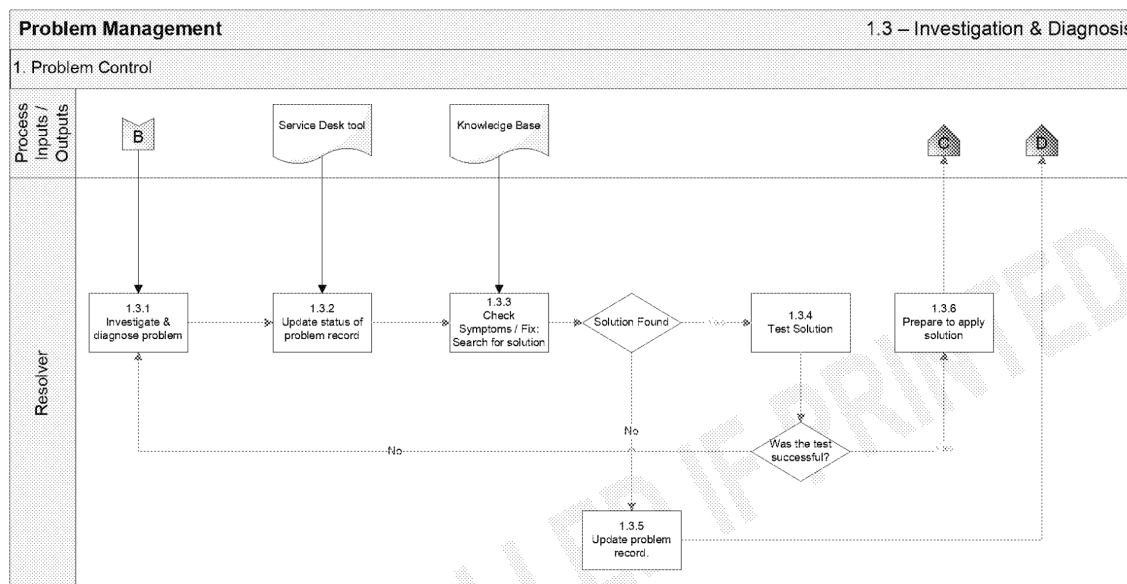 Problem Management
1.3 – Investigation & Diagnosis
1. Problem Control
Process
Inputs /
Outputs
B
Service Desk tool
Knowledge Base
C
D
Resolver
1.3.1
Investigate &
diagnose problem
1.3.2
Update status of
problem record
1.3.3
Check
Symptoms / Fix:
Search for solution
Solution Found
Yes
1.3.4
Test Solution
1.3.6
Prepare to apply
solution
No
Was the test
successful?
No
Yes
1.3.5
Update problem
record.
IF PRINTED